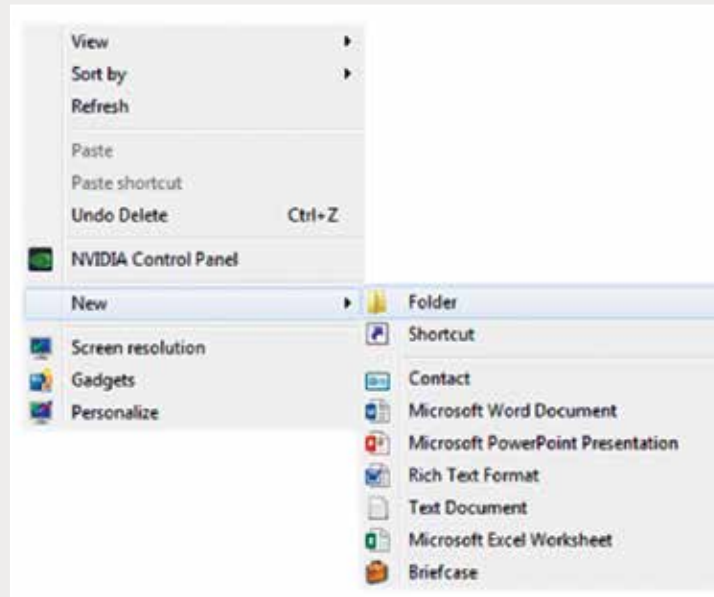 View
Sort by
Refresh
Paste
Paste shortcut
Undo Delete Ctrl+Z
NVIDIA Control Panel
New
Screen resolution
Gadgets
Personalize
Folder
Shortcut
Contact
Microsoft Word Document
Microsoft PowerPoint Presentation
Rich Text Format
Text Document
Microsoft Excel Worksheet
Briefcase